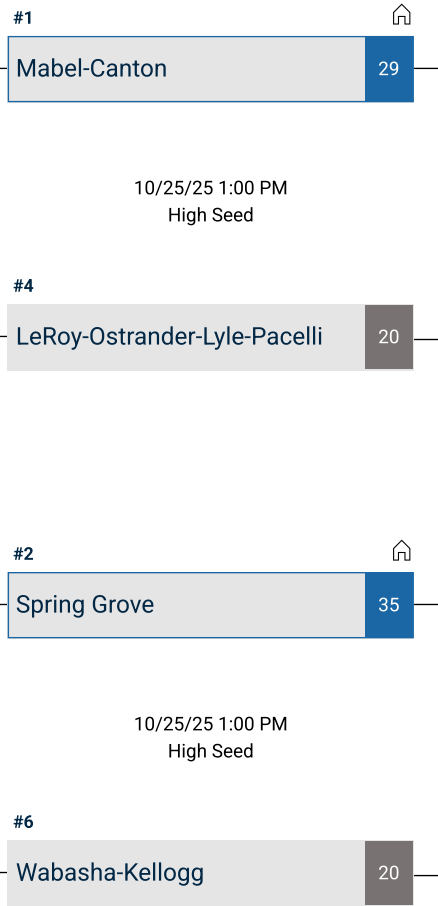 #1
Mabel-Canton 29
10/25/25 1:00 PM
High Seed
#4
LeRoy-Ostrander-Lyle-Pacelli 20
#2
Spring Grove 35
10/25/25 1:00 PM
High Seed
#6
Wabasha-Kellogg 20